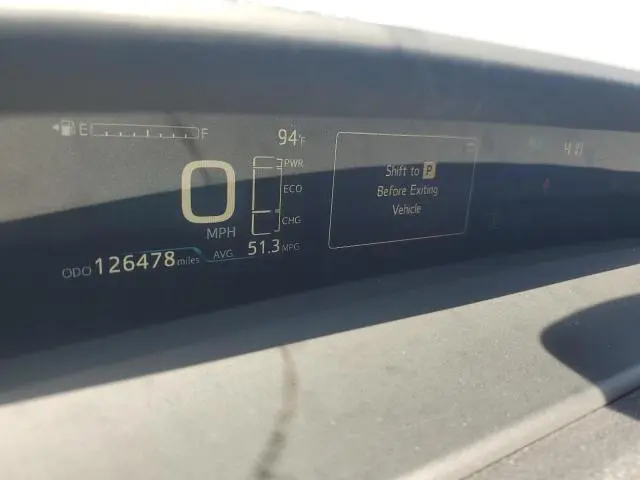 E F
94°F
0
MPH
PWR
ECO
CHG
ODO 126478 miles
AVG 51.3 MPG
Shift to P
Before Exiting
Vehicle